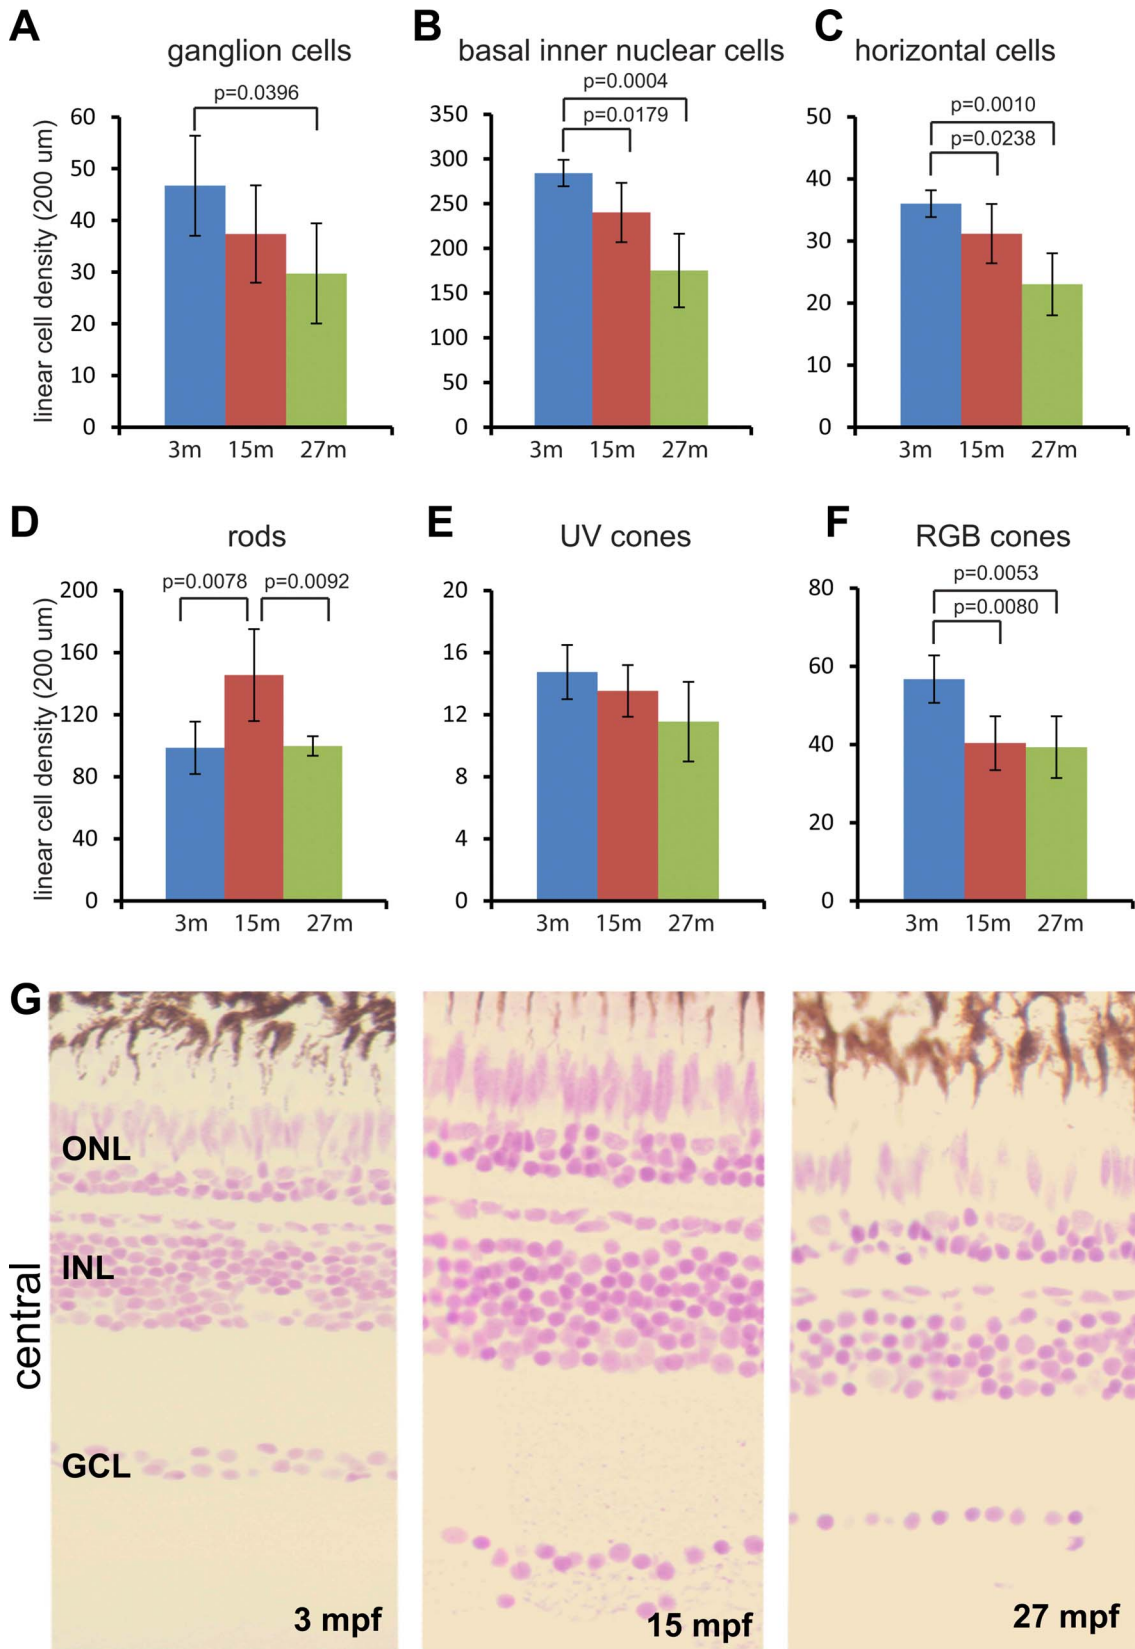 A
ganglion cells
p=0.0396
linear cell density (200 um)
60
50
40
30
20
10
0
3m 15m 27m
B
basal inner nuclear cells
p=0.0004
p=0.0179
350
300
250
200
150
100
50
0
3m 15m 27m
C
horizontal cells
p=0.0010
p=0.0238
50
40
30
20
10
0
3m 15m 27m
D
rods
p=0.0078 p=0.0092
linear cell density (200 um)
200
160
120
80
40
0
3m 15m 27m
E
UV cones
20
16
12
8
4
0
3m 15m 27m
F
RGB cones
p=0.0053
p=0.0080
80
60
40
20
0
3m 15m 27m
G
central
ONL
INL
GCL
3 mpf
15 mpf
27 mpf